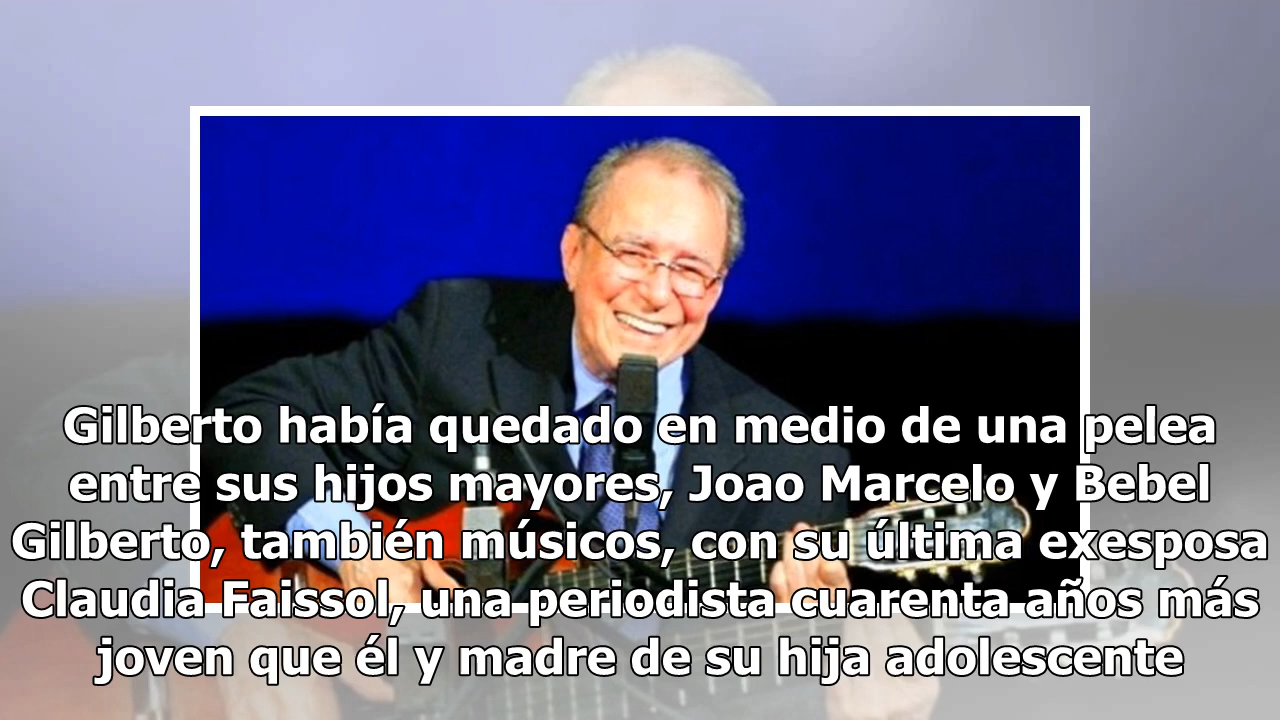 Gilberto había quedado en medio de una pelea
entre sus hijos mayores, Joao Marcelo y Bebel
Gilberto, también músicos, con su última exesposa
Claudia Faissol, una periodista cuarenta años más
joven que él y madre de su hija adolescente